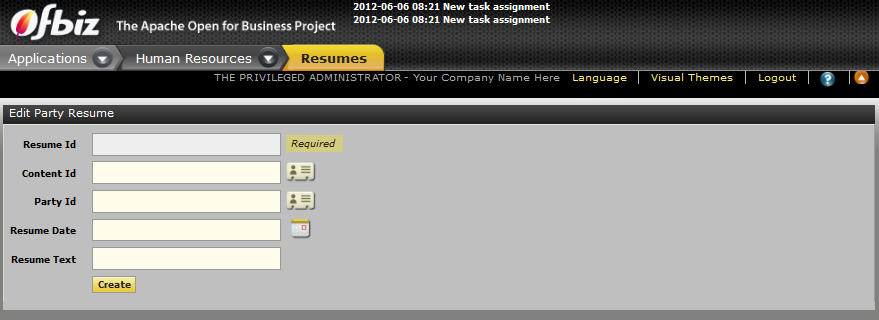 Ofbiz The Apache Open for Business Project
2012-06-06 08:21 New task assignment
2012-06-06 08:21 New task assignment
Applications Human Resources Resumes
THE PRIVILEGED ADMINISTRATOR - Your Company Name Here Language Visual Themes Logout ?
Edit Party Resume
Resume Id Required
Content Id
Party Id
Resume Date
Resume Text
Create